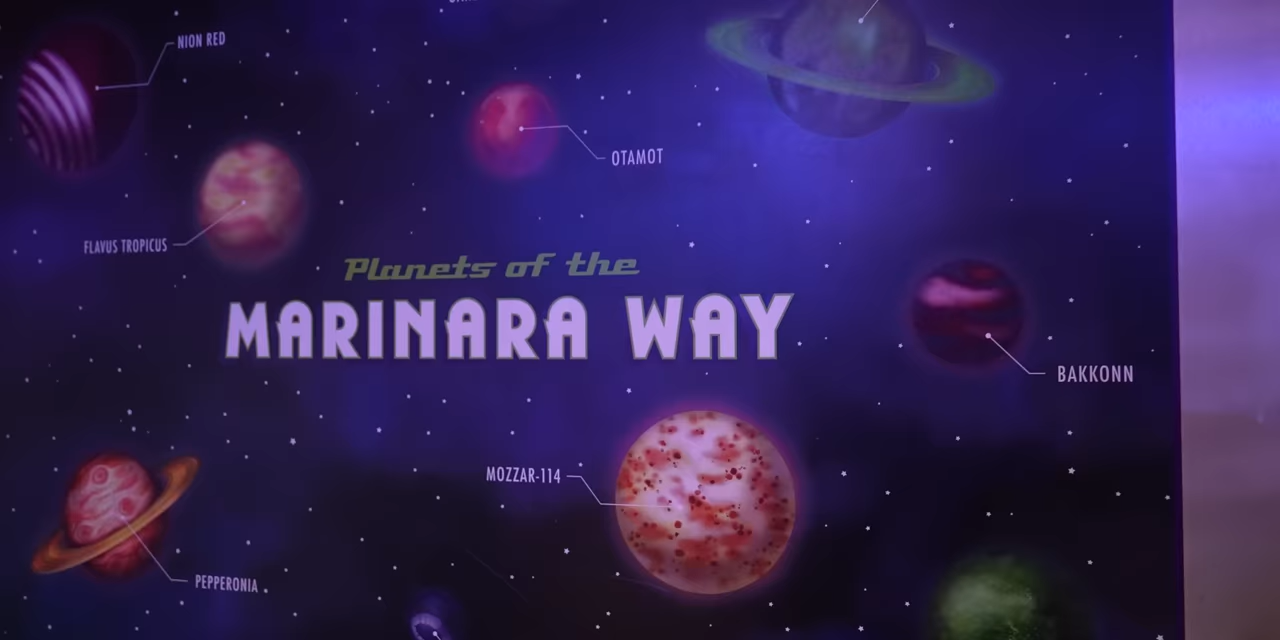 NION RED
OTAMOT
FLAVUS TROPICUS
Planets of the
MARINARA WAY
BAKKONN
MOZZAR-114
PEPPERONIA